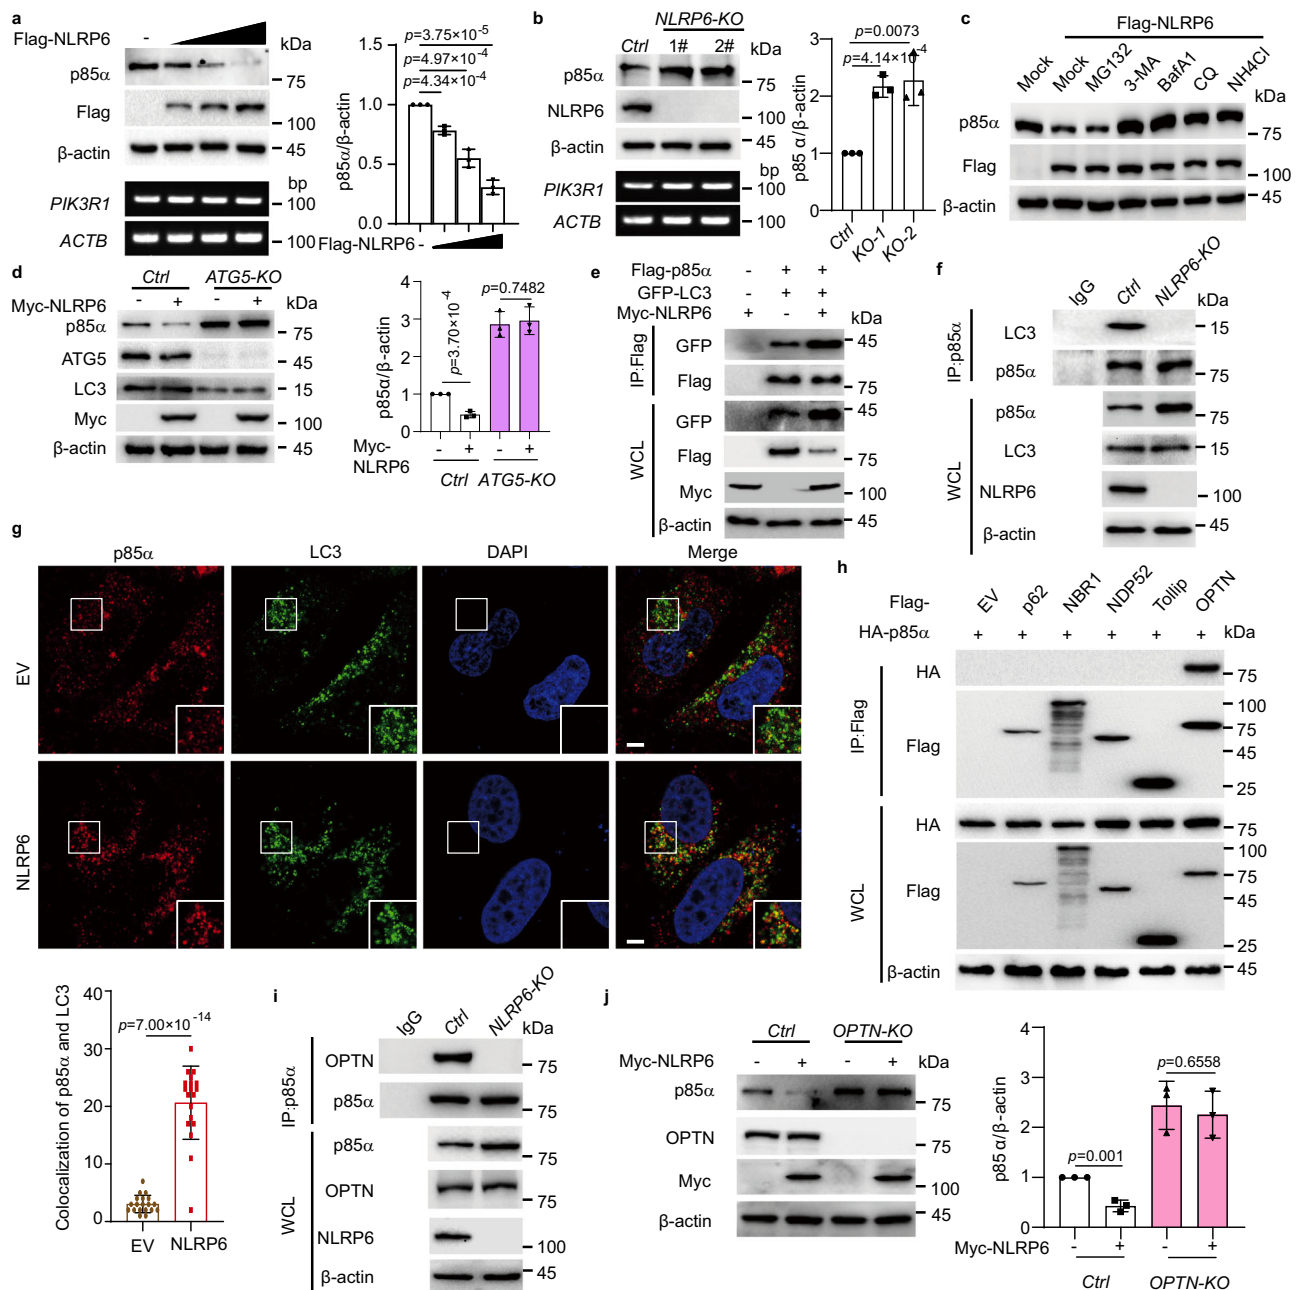 a
Flag-NLRP6
kDa
p85α
75
Flag
100
β-actin
45
bp
PIK3R1
100
ACTB
100
p=3.75×10-5
p=4.97×10-4
p=4.34×10-4
1.5
1.0
0.5
0.0
p85α/β-actin
Flag-NLRP6 -
b
NLRP6-KO
Ctrl 1# 2# kDa
p85α
75
NLRP6
100
β-actin
45
bp
PIK3R1
100
ACTB
100
p=0.0073
p=4.14×10-4
3
2
1
0
p85 α/β-actin
Ctrl KO-1 KO-2
c
Flag-NLRP6
Mock Mock MG132 3-MA BafA1 CQ NH4Cl
kDa
p85α
75
Flag
100
β-actin
45
d
Ctrl ATG5-KO
Myc-NLRP6 - + - + kDa
p85α
75
ATG5
LC3
15
Myc
100
β-actin
45
p=0.7482
p=3.70×10-4
4
3
2
1
0
p85α/β-actin
Myc-NLRP6 - + - +
Ctrl ATG5-KO
e
Flag-p85α - + +
GFP-LC3 - + +
Myc-NLRP6 + - +
kDa
IP:Flag
GFP
45
Flag
75
WCL
GFP
45
Flag
75
Myc
100
β-actin
45
f
IgG Ctrl NLRP6-KO
kDa
IP:p85α
LC3
15
p85α
75
WCL
p85α
75
LC3
15
NLRP6
100
β-actin
45
g
p85α LC3 DAPI Merge
EV
NLRP6
Colocalization of p85α and LC3
40
30
20
10
0
p=7.00×10-14
EV NLRP6
h
Flag- EV p62 NBR1 NDP52 Tollip OPTN
HA-p85α + + + + + + kDa
IP:Flag
HA
75
Flag
100
75
45
25
WCL
HA
75
Flag
100
75
45
25
β-actin
45
i
IgG Ctrl NLRP6-KO
kDa
IP:p85α
OPTN
75
p85α
75
WCL
p85α
75
OPTN
75
NLRP6
100
β-actin
45
j
Ctrl OPTN-KO
Myc-NLRP6 - + - + kDa
p85α
75
OPTN
75
Myc
100
β-actin
45
p=0.6558
p=0.001
4
3
2
1
0
p85 α/β-actin
Myc-NLRP6 - + - +
Ctrl OPTN-KO